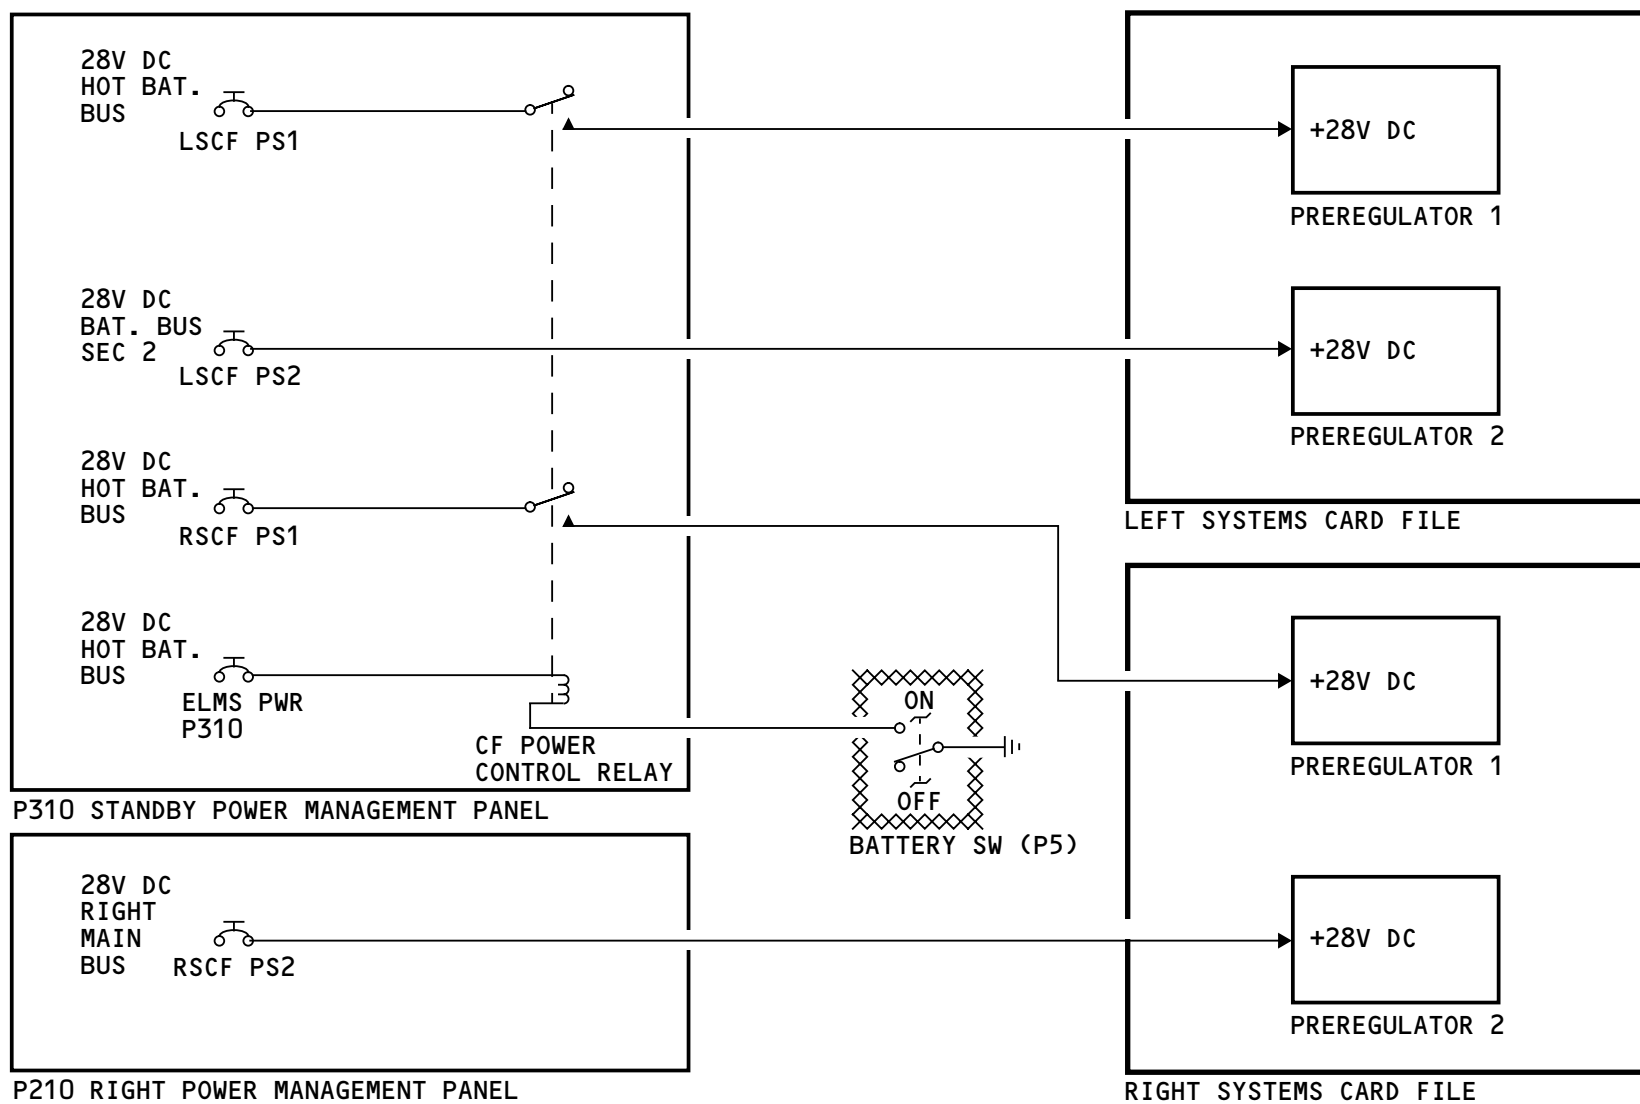 28V DC
HOT BAT.
BUS
LSCF PS1
28V DC
BAT. BUS
SEC 2
LSCF PS2
28V DC
HOT BAT.
BUS
RSCF PS1
28V DC
HOT BAT.
BUS
ELMS PWR
P310
CF POWER
CONTROL RELAY
P310 STANDBY POWER MANAGEMENT PANEL
28V DC
RIGHT
MAIN
BUS
RSCF PS2
P210 RIGHT POWER MANAGEMENT PANEL
ON
OFF
BATTERY SW (P5)
+28V DC
PREREGULATOR 1
+28V DC
PREREGULATOR 2
LEFT SYSTEMS CARD FILE
+28V DC
PREREGULATOR 1
+28V DC
PREREGULATOR 2
RIGHT SYSTEMS CARD FILE